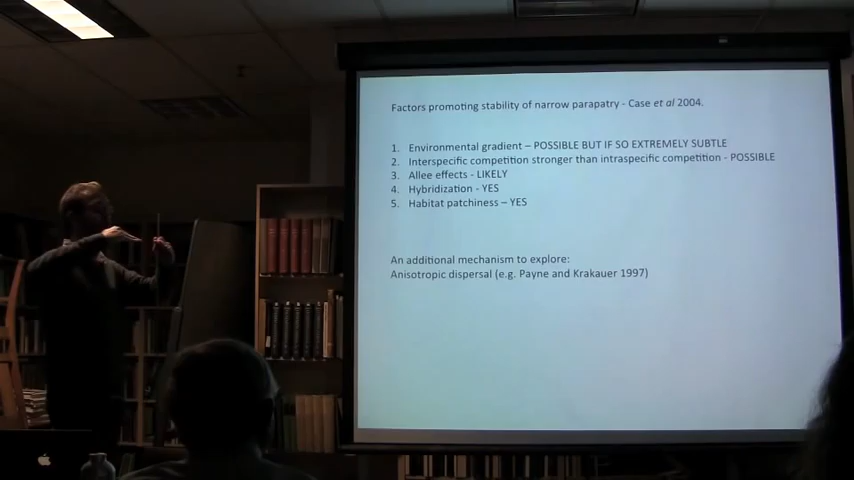 Factors promoting stability of narrow parapatry - Case et al 2004.
1. Environmental gradient – POSSIBLE BUT IF SO EXTREMELY SUBTLE
2. Interspecific competition stronger than intraspecific competition - POSSIBLE
3. Allee effects - LIKELY
4. Hybridization - YES
5. Habitat patchiness – YES
An additional mechanism to explore:
Anisotropic dispersal (e.g. Payne and Krakauer 1997)